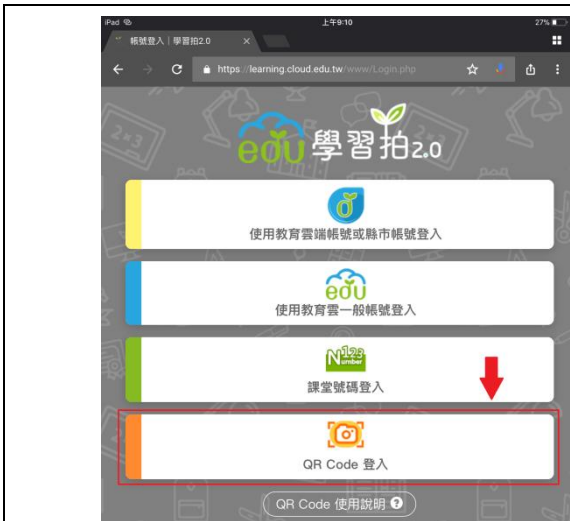 iPad 上午9:10 27%
帳號登入 | 學習拍2.0 ×
https://learning.cloud.edu.tw/www/Login.php
edu 學習拍2.0
使用教育雲端帳號或縣市帳號登入
edu
使用教育雲一般帳號登入
Number 123
課堂號碼登入
QR Code 登入
QR Code 使用說明 ?